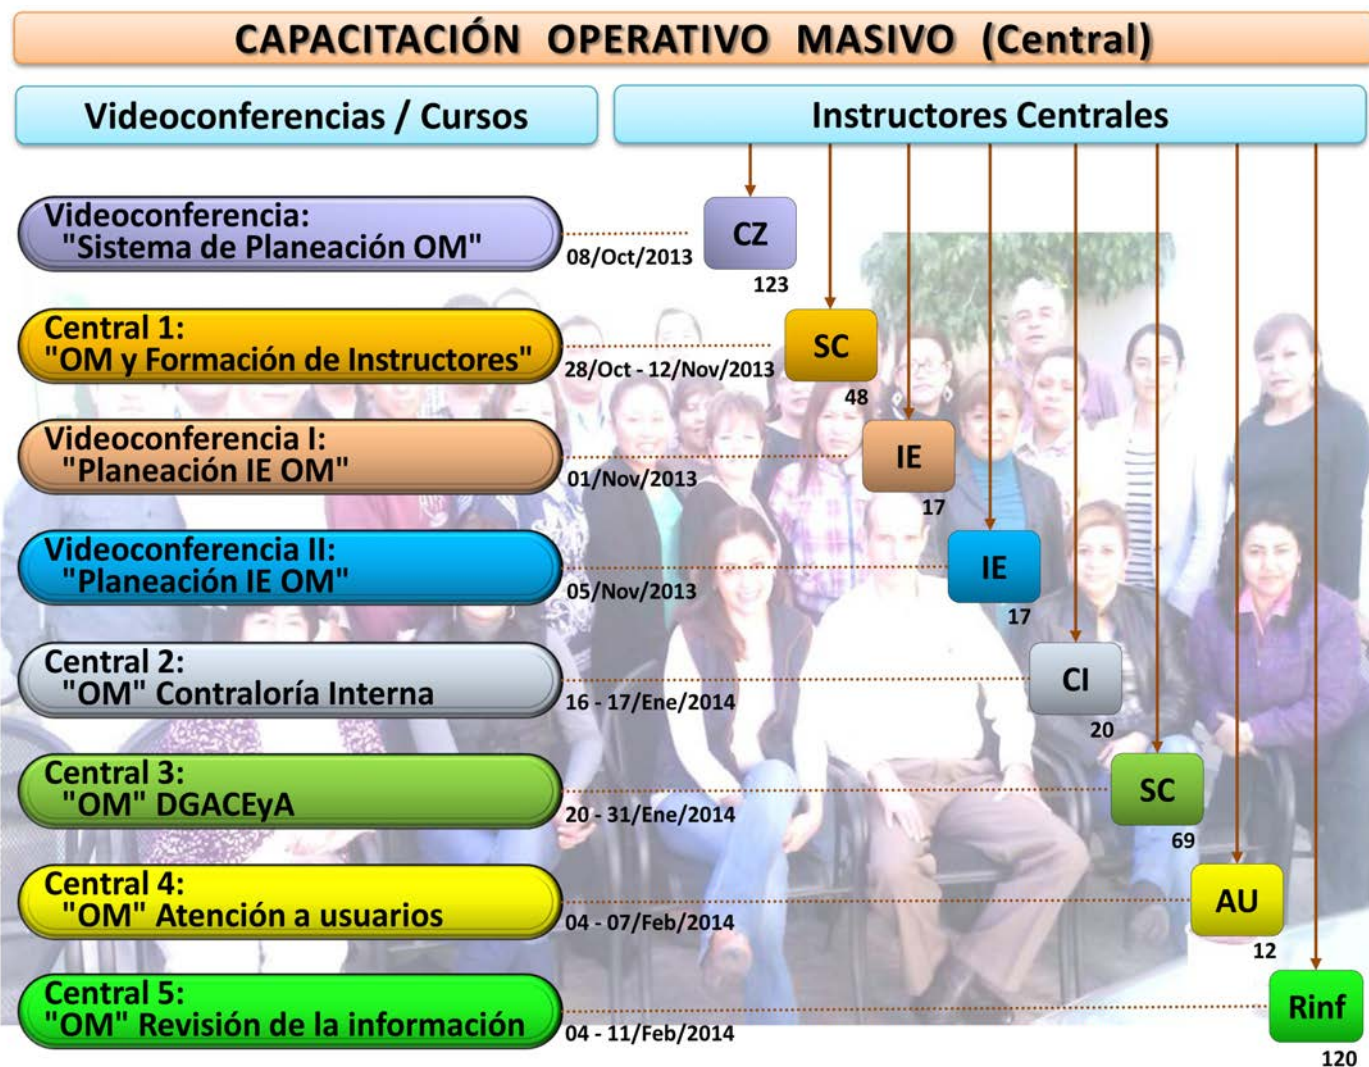 CAPACITACIÓN OPERATIVO MASIVO (Central)
Videoconferencias / Cursos
Instructores Centrales
Videoconferencia:
"Sistema de Planeación OM"
08/Oct/2013
CZ
123
Central 1:
"OM y Formación de Instructores"
28/Oct - 12/Nov/2013
SC
48
Videoconferencia I:
"Planeación IE OM"
01/Nov/2013
IE
17
Videoconferencia II:
"Planeación IE OM"
05/Nov/2013
IE
17
Central 2:
"OM" Contraloría Interna
16 - 17/Ene/2014
CI
20
Central 3:
"OM" DGACEyA
20 - 31/Ene/2014
SC
69
Central 4:
"OM" Atención a usuarios
04 - 07/Feb/2014
AU
12
Central 5:
"OM" Revisión de la información
04 - 11/Feb/2014
Rinf
120